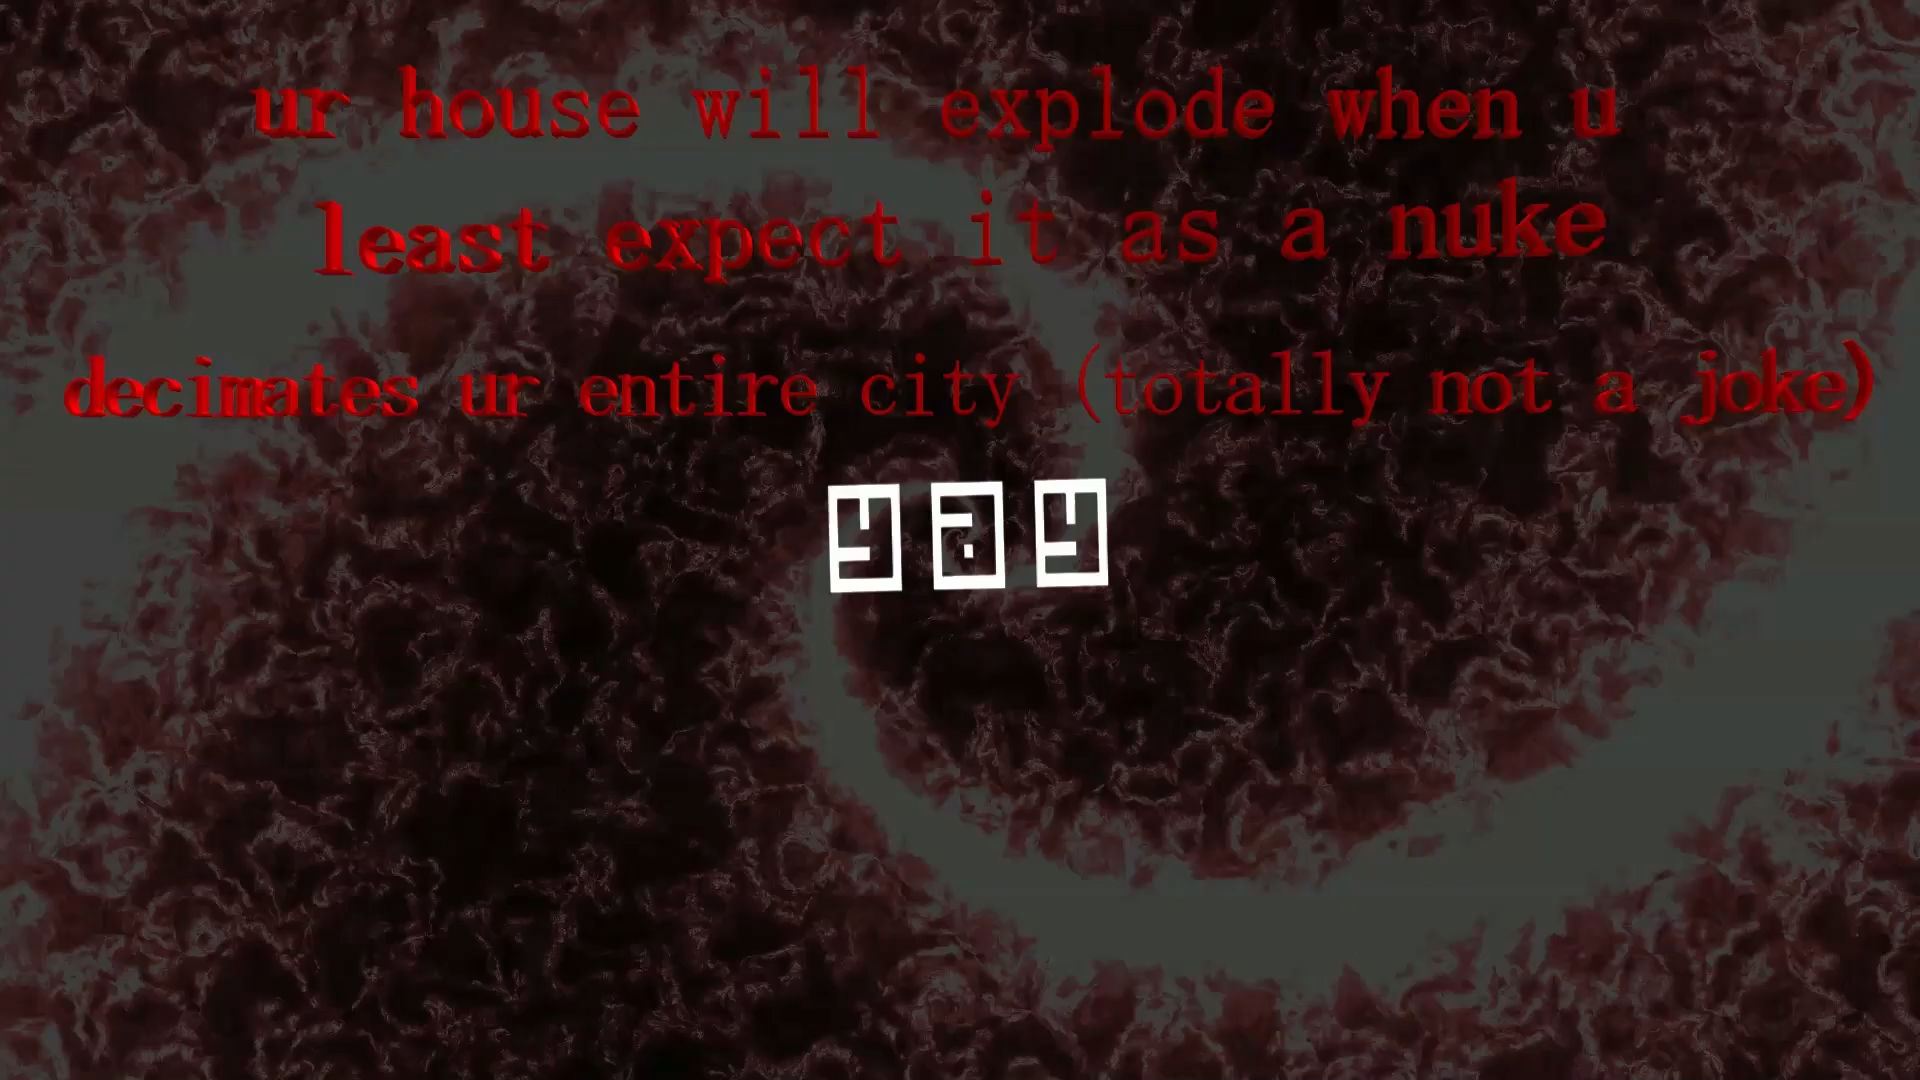 ur house will explode when u
least expect it as a nuke
decimates ur entire city (totally not a joke)
yay